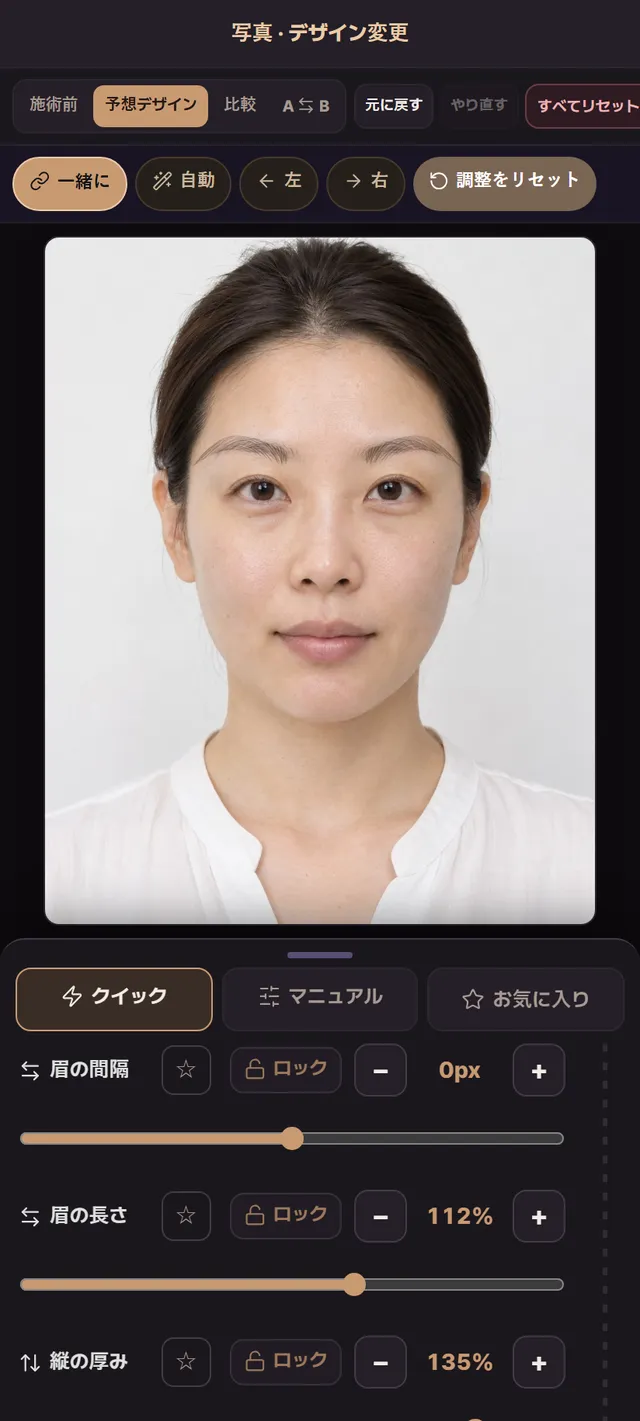 写真 · デザイン変更
施術前 予想デザイン 比較 A ⇆ B 元に戻す やり直す すべてリセット
一緒に 自動 ← 左 → 右 調整をリセット
クイック マニュアル お気に入り
眉の間隔 ☆ ロック − 0px +
眉の長さ ☆ ロック − 112% +
縦の厚み ☆ ロック − 135% +